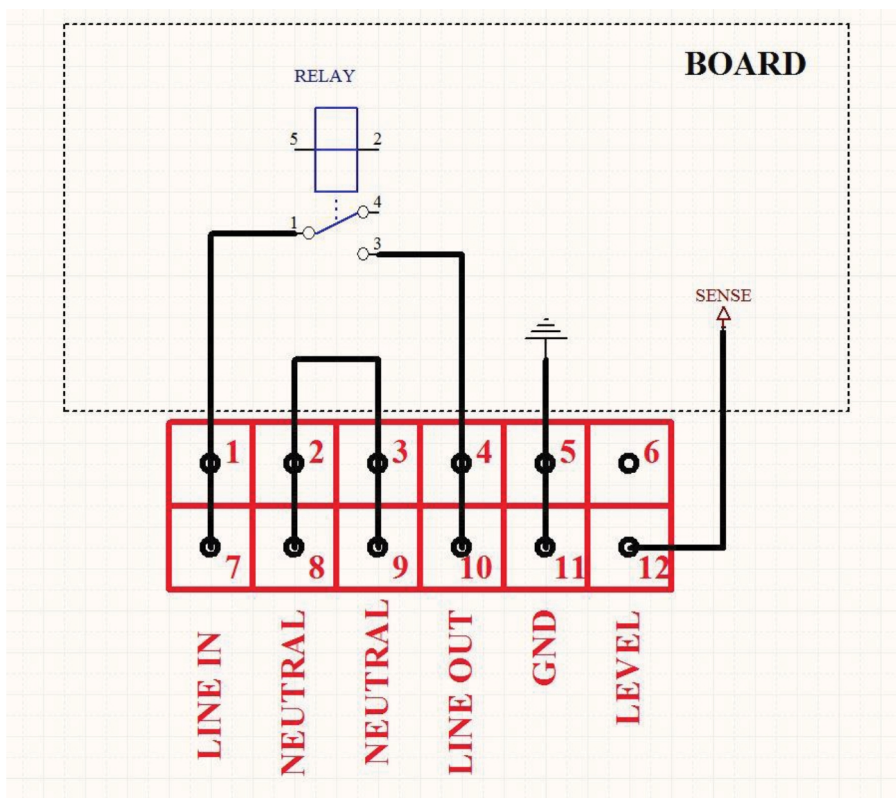 BOARD
RELAY
5 2
4
1
3
SENSE
1 2 3 4 5 6
7 8 9 10 11 12
LINE IN
NEUTRAL
NEUTRAL
LINE OUT
GND
LEVEL